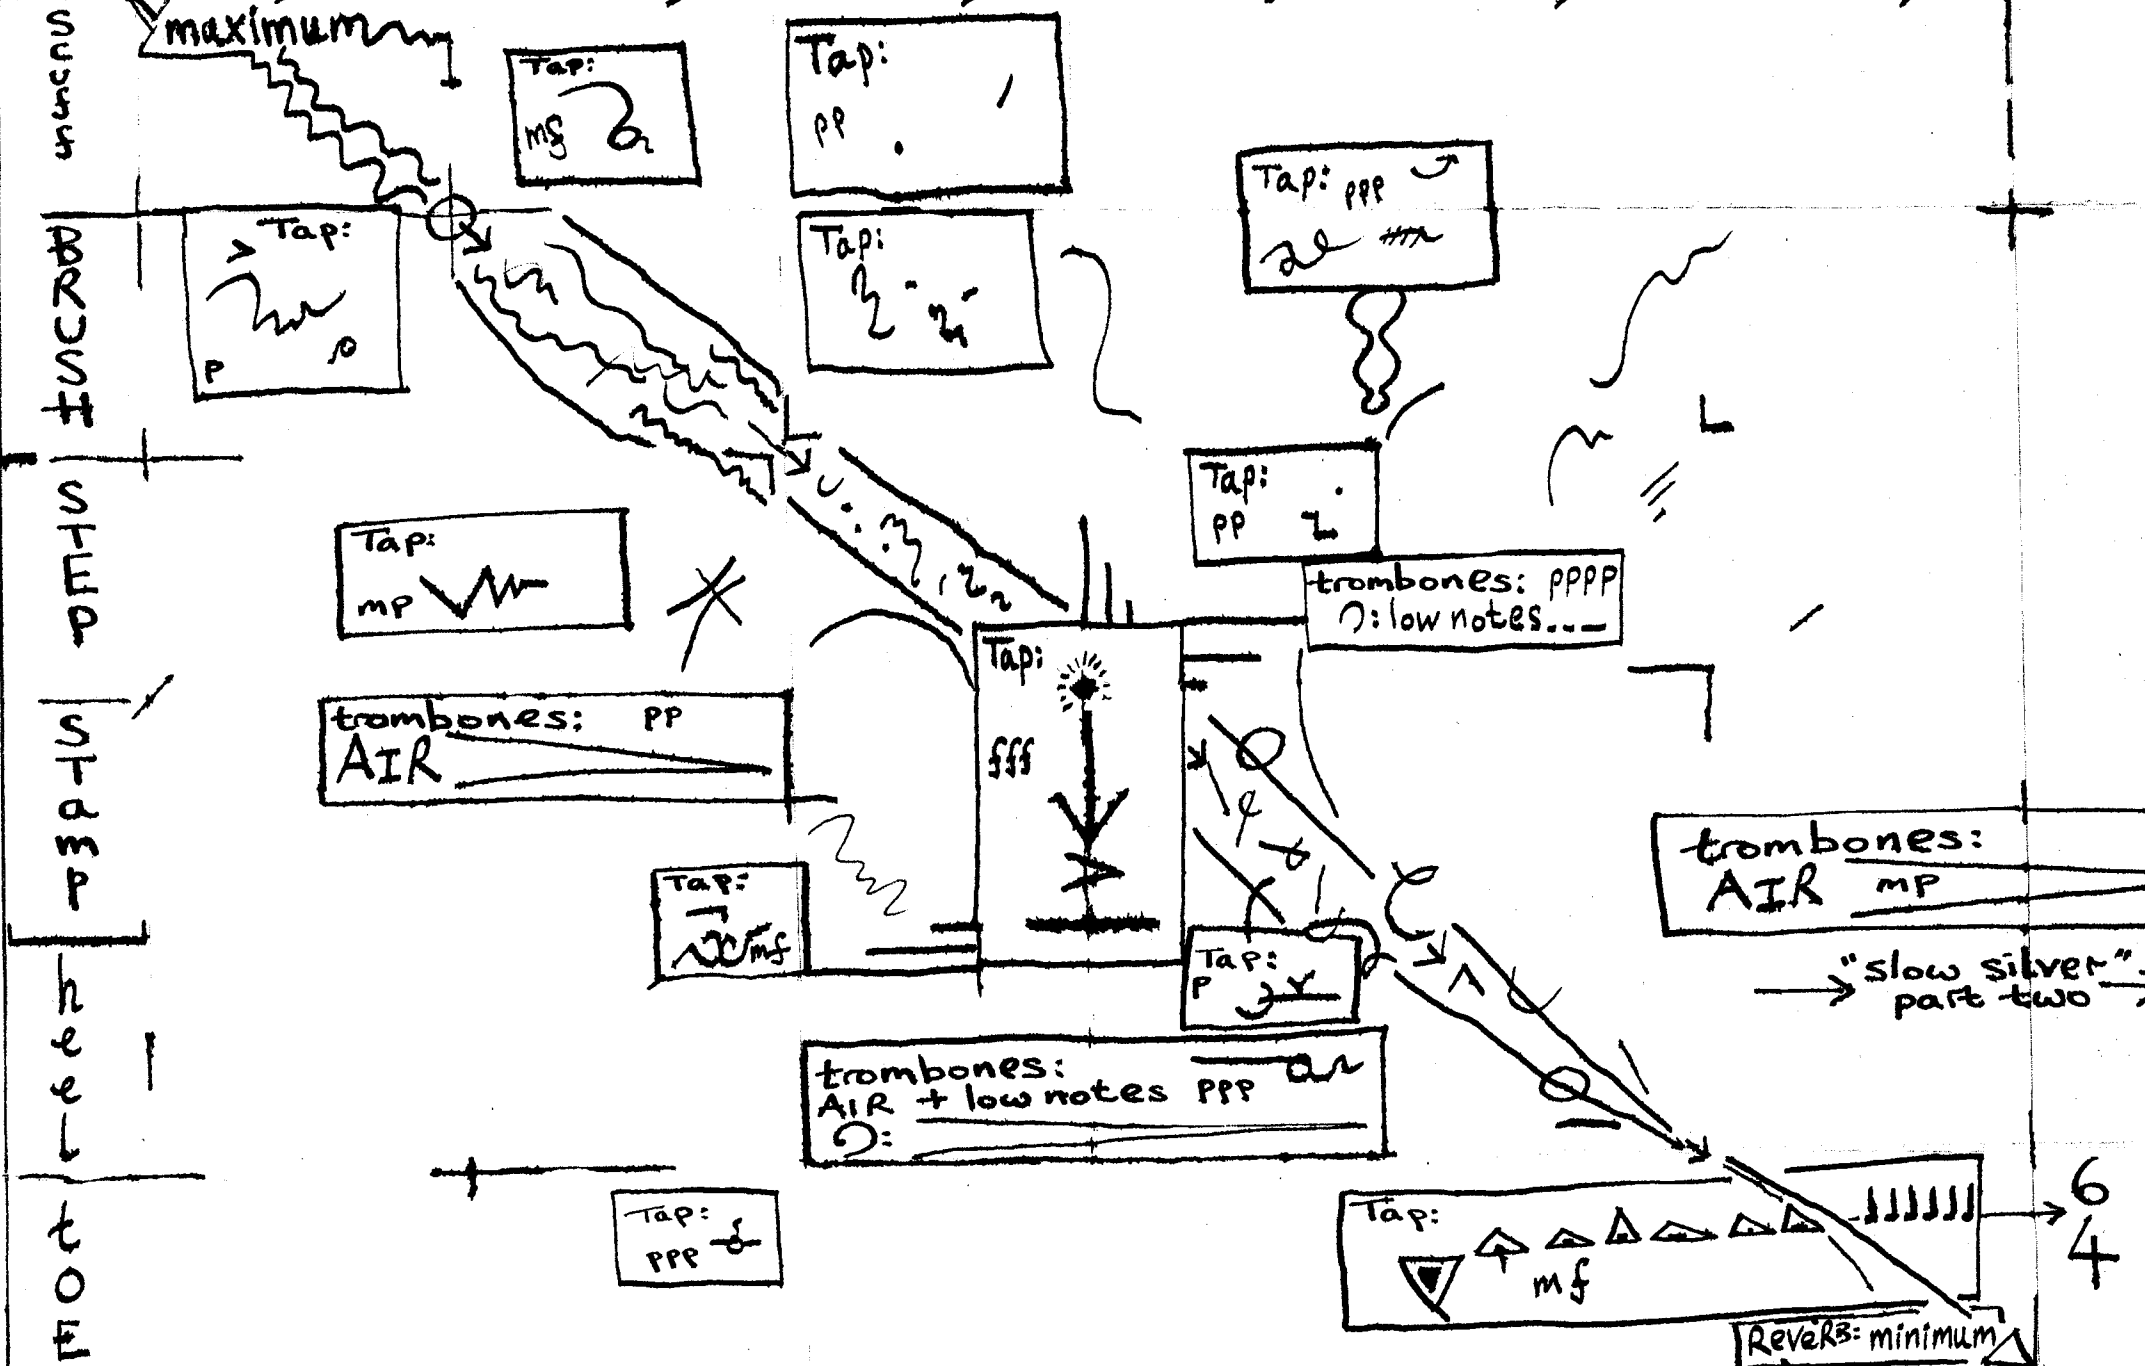 maximum
Tap:
mf
Tap:
pp
Tap: ppp
BRUSH
Tap:
p
Tap:
STEP
Tap:
mp
Tap:
pp
trombones: pppp
Ɔ: low notes
Tap:
fff
STamP
trombones: pp
AIR
Tap:
mf
trombones:
AIR mp
Tap:
P
"slow silver"
part two
heel
trombones:
AIR + low notes ppp
Ɔ:
toE
Tap:
ppp
Tap:
mf
6
4
ReveRB: minimum